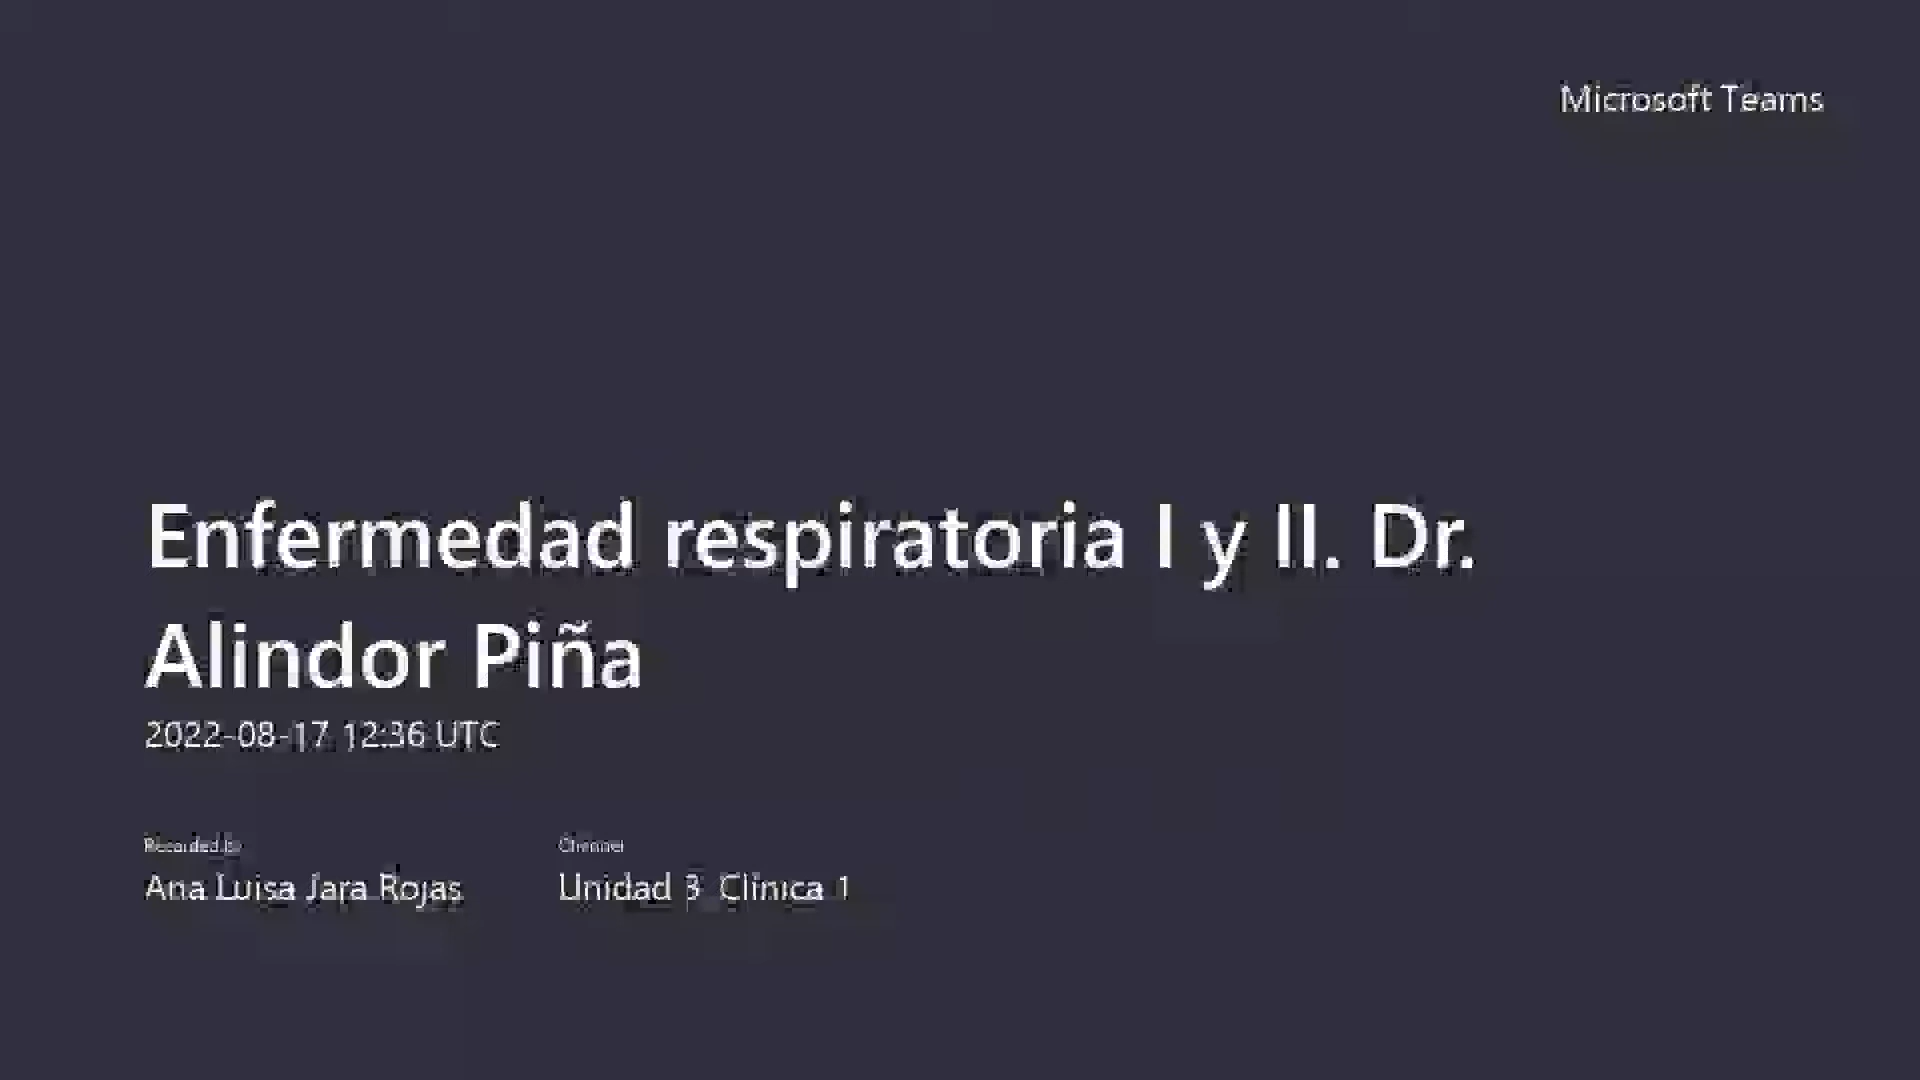 Microsoft Teams
Enfermedad respiratoria I y II. Dr.
Alindor Piña
2022-08-17 12:36 UTC
Recorded by
Channel
Ana Luisa Jara Rojas
Unidad 3 Clínica 1